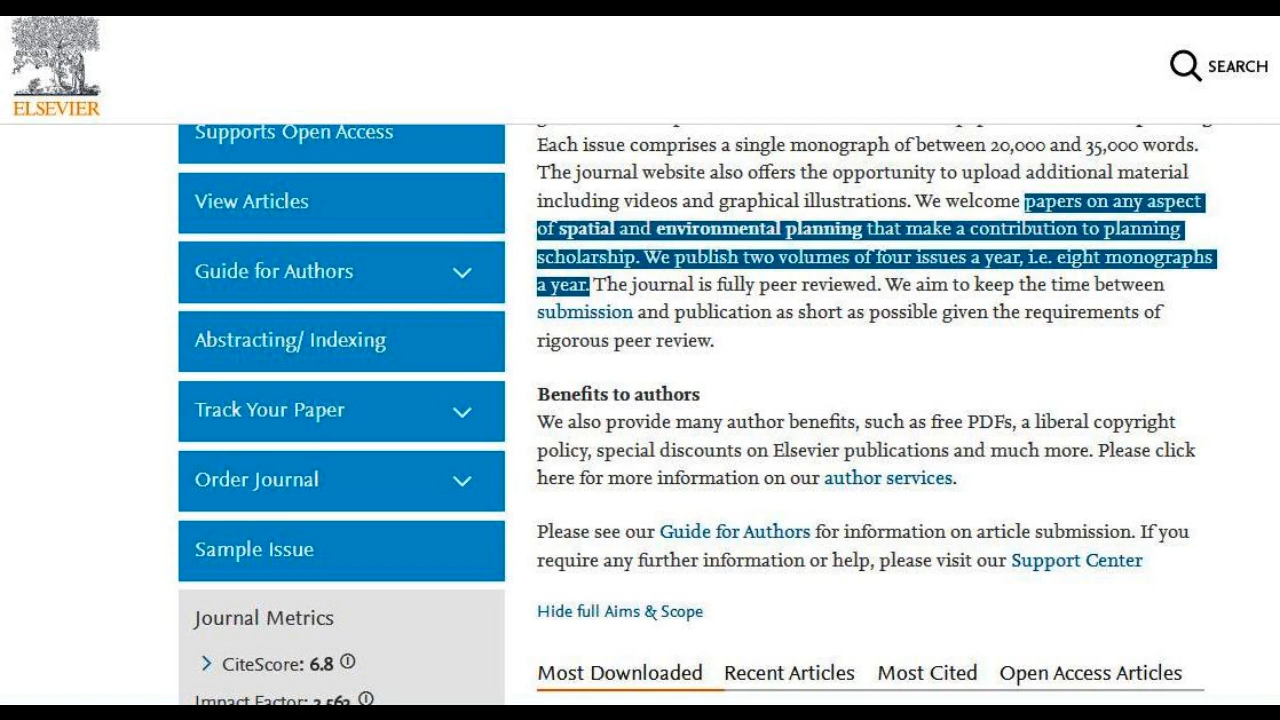 ELSEVIER
SEARCH
Supports Open Access
View Articles
Guide for Authors
Abstracting/ Indexing
Track Your Paper
Order Journal
Sample Issue
Journal Metrics
CiteScore: 6.8
Impact Factor:
Each issue comprises a single monograph of between 20,000 and 35,000 words.
The journal website also offers the opportunity to upload additional material
including videos and graphical illustrations. We welcome papers on any aspect
of spatial and environmental planning that make a contribution to planning
scholarship. We publish two volumes of four issues a year, i.e. eight monographs
a year. The journal is fully peer reviewed. We aim to keep the time between
submission and publication as short as possible given the requirements of
rigorous peer review.
Benefits to authors
We also provide many author benefits, such as free PDFs, a liberal copyright
policy, special discounts on Elsevier publications and much more. Please click
here for more information on our author services.
Please see our Guide for Authors for information on article submission. If you
require any further information or help, please visit our Support Center
Hide full Aims & Scope
Most Downloaded Recent Articles Most Cited Open Access Articles